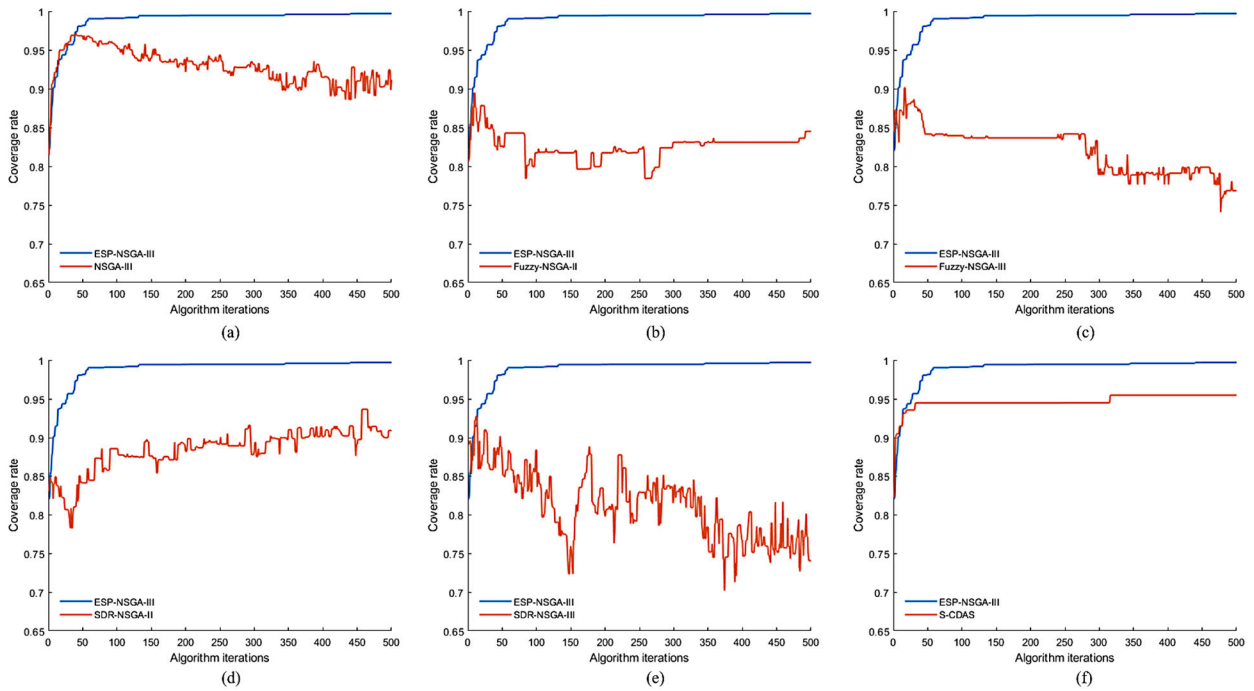 1
0.95
0.9
0.85
0.8
0.75
0.7
0.65
Coverage rate
ESP-NSGA-III
NSGA-III
0 50 100 150 200 250 300 350 400 450 500
Algorithm iterations
(a)
1
0.95
0.9
0.85
0.8
0.75
0.7
0.65
Coverage rate
ESP-NSGA-III
Fuzzy-NSGA-II
0 50 100 150 200 250 300 350 400 450 500
Algorithm iterations
(b)
1
0.95
0.9
0.85
0.8
0.75
0.7
0.65
Coverage rate
ESP-NSGA-III
Fuzzy-NSGA-III
0 50 100 150 200 250 300 350 400 450 500
Algorithm iterations
(c)
1
0.95
0.9
0.85
0.8
0.75
0.7
0.65
Coverage rate
ESP-NSGA-III
SDR-NSGA-II
0 50 100 150 200 250 300 350 400 450 500
Algorithm iterations
(d)
1
0.95
0.9
0.85
0.8
0.75
0.7
0.65
Coverage rate
ESP-NSGA-III
SDR-NSGA-III
0 50 100 150 200 250 300 350 400 450 500
Algorithm iterations
(e)
1
0.95
0.9
0.85
0.8
0.75
0.7
0.65
Coverage rate
ESP-NSGA-III
S-CDAS
0 50 100 150 200 250 300 350 400 450 500
Algorithm iterations
(f)